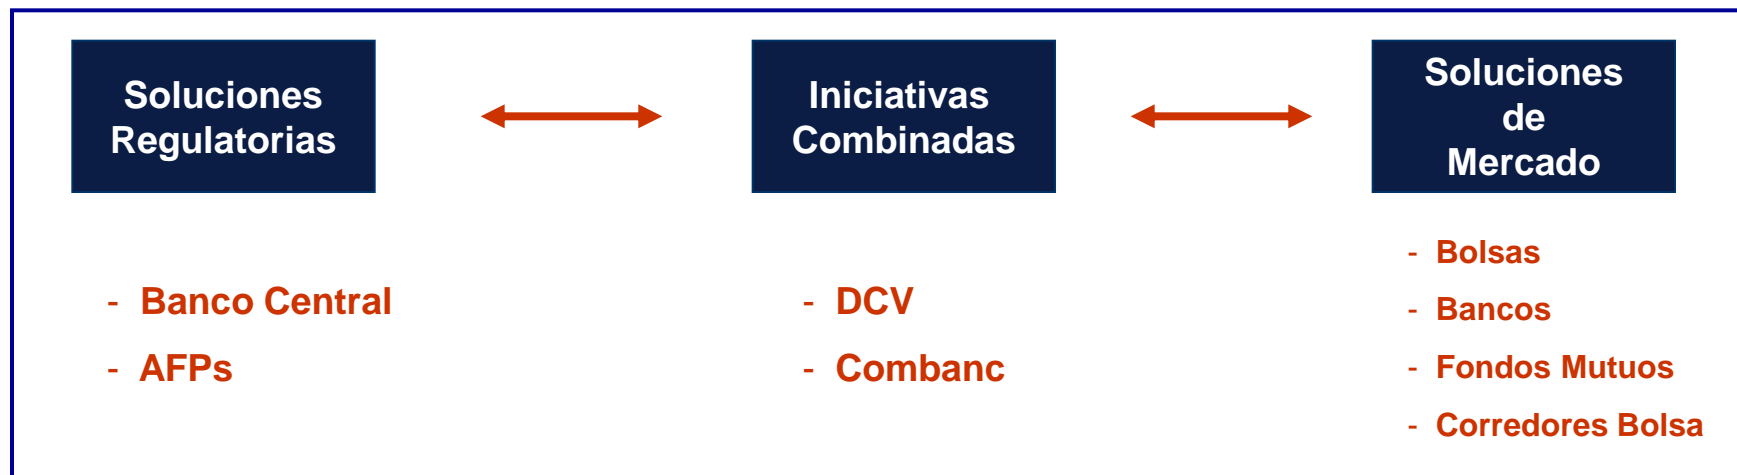 Soluciones
Regulatorias
- Banco Central
- AFPs
Iniciativas
Combinadas
- DCV
- Combanc
Soluciones
de
Mercado
- Bolsas
- Bancos
- Fondos Mutuos
- Corredores Bolsa